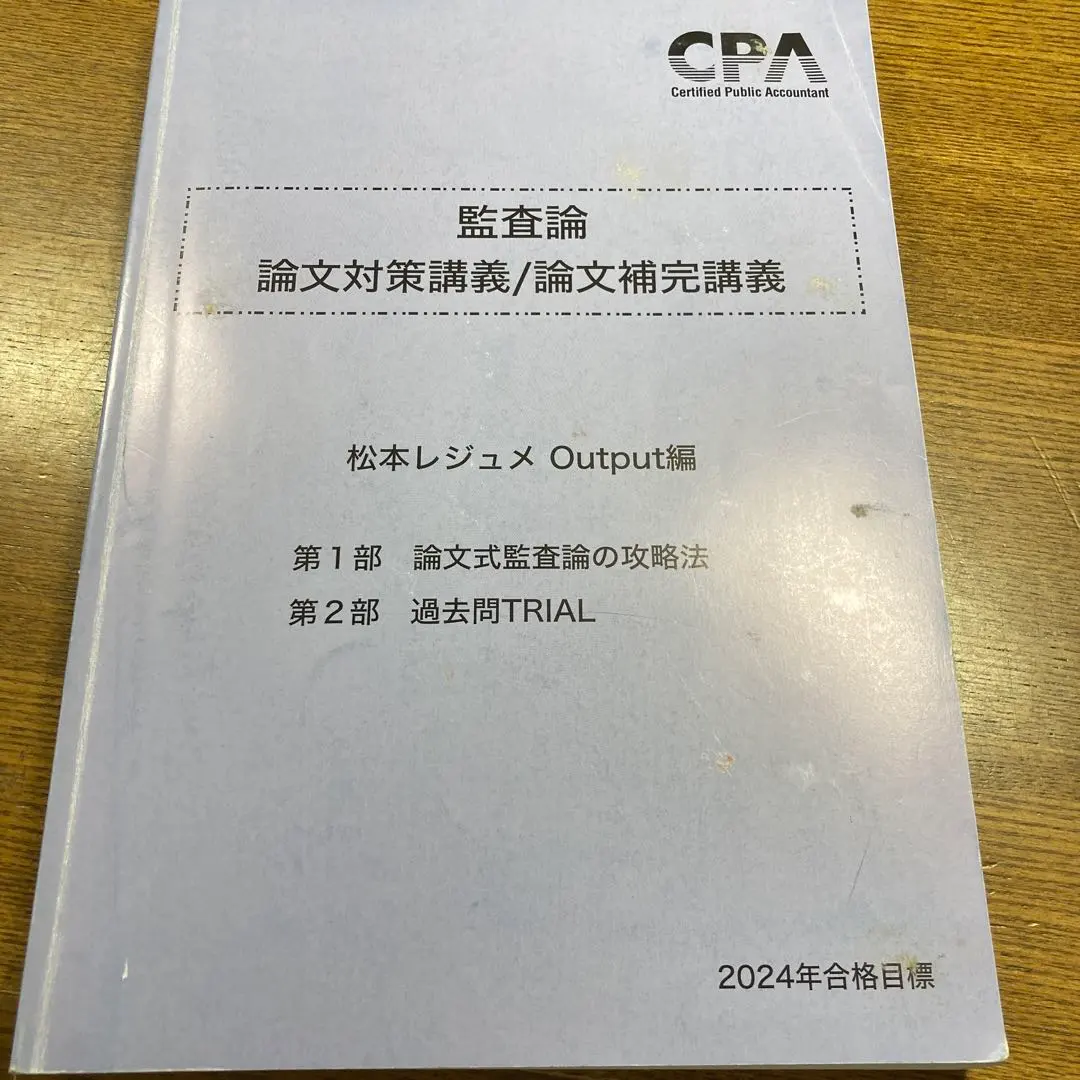 CPA
Certified Public Accountant
監査論
論文対策講義/論文補完講義
松本レジュメ Output編
第1部 論文式監査論の攻略法
第2部 過去問TRIAL
2024年合格目標